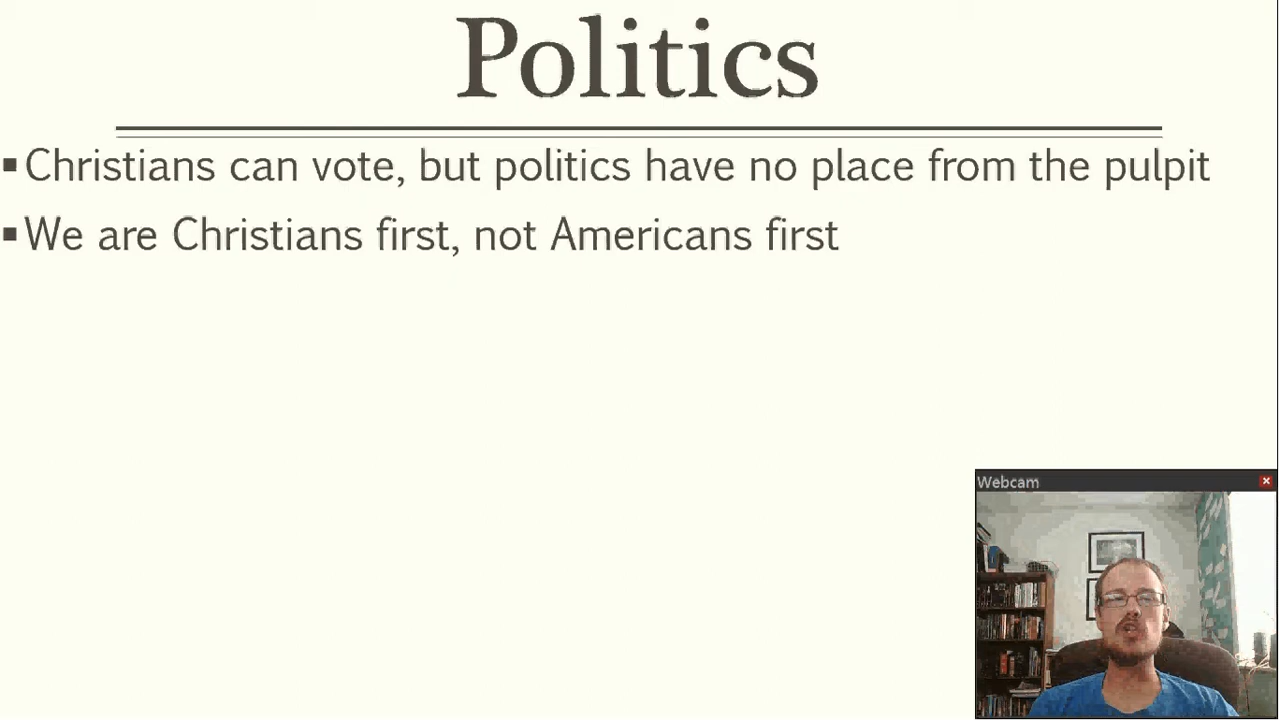 Politics
▪Christians can vote, but politics have no place from the pulpit
▪We are Christians first, not Americans first
Webcam